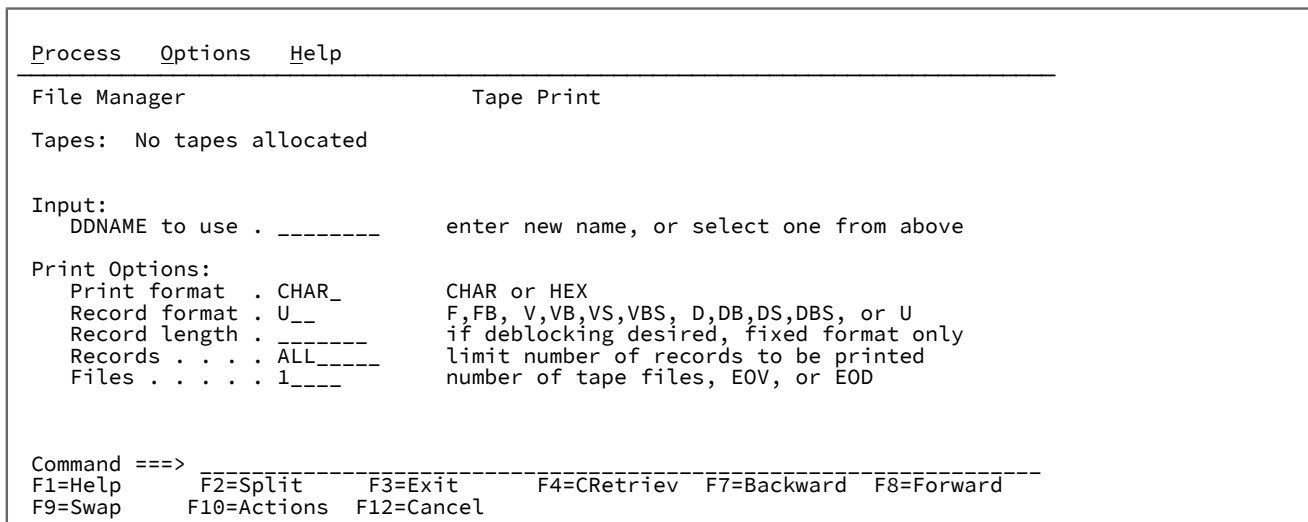 Process   Options   Help
File Manager                      Tape Print
Tapes:  No tapes allocated
Input:
   DDNAME to use . ________     enter new name, or select one from above
Print Options:
   Print format  . CHAR_        CHAR or HEX
   Record format . U__          F,FB, V,VB,VS,VBS, D,DB,DS,DBS, or U
   Record length . _______      if deblocking desired, fixed format only
   Records . . . . ALL_____     limit number of records to be printed
   Files . . . . . 1____        number of tape files, EOV, or EOD
Command ===> _________________________________________________________________
F1=Help      F2=Split     F3=Exit      F4=CRetriev  F7=Backward  F8=Forward
F9=Swap     F10=Actions  F12=Cancel